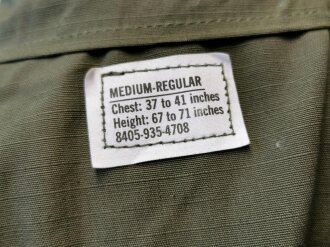 MEDIUM-REGULAR
Chest: 37 to 41 inches
Height: 67 to 71 inches
8405-935-4708